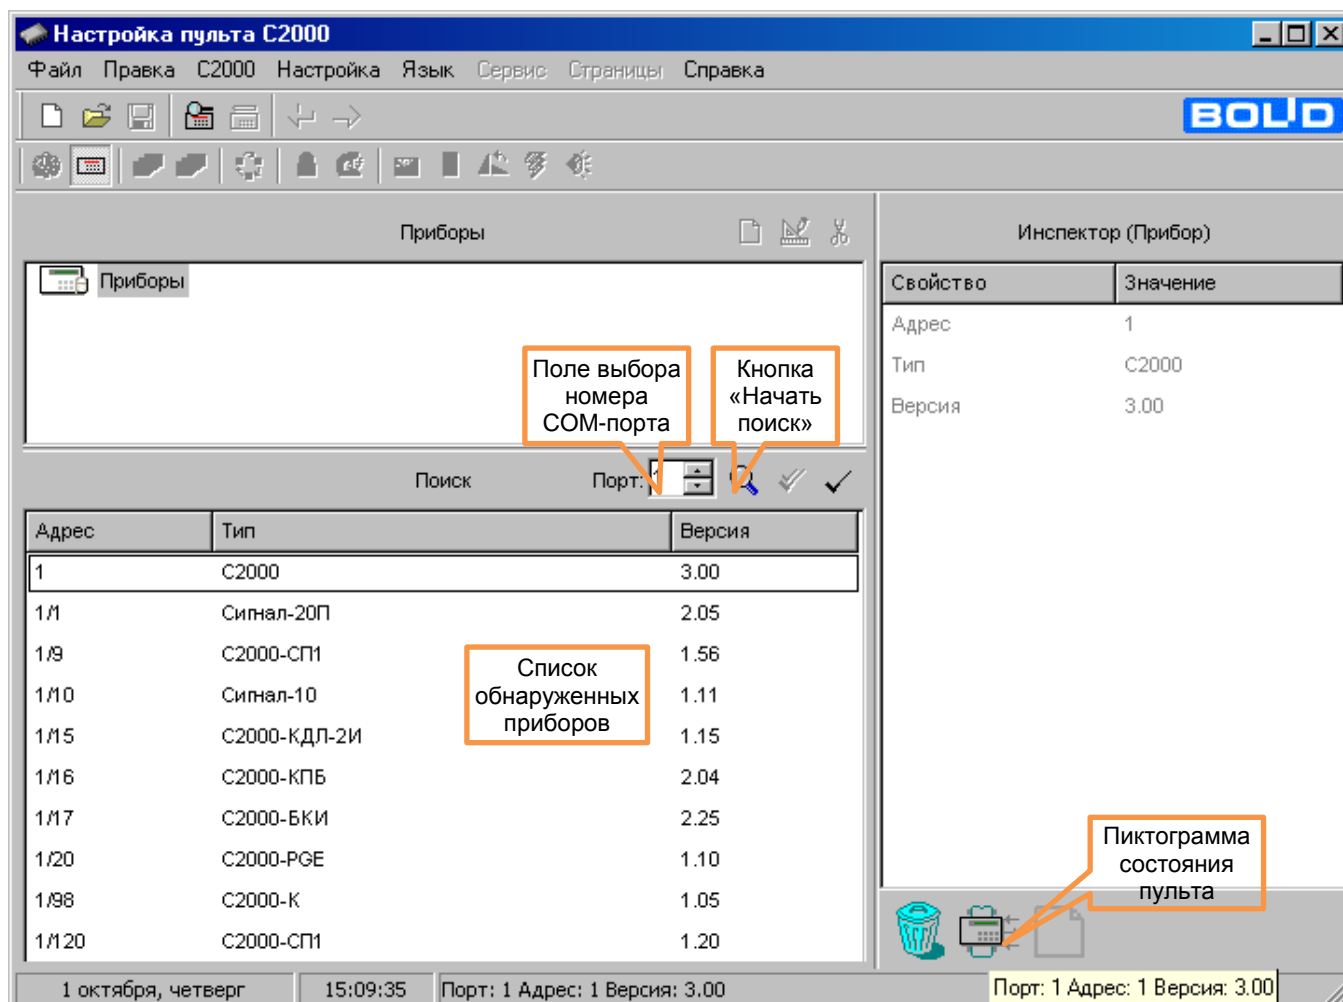 Настройка пульта С2000
Файл Правка С2000 Настройка Язык Сервис Страницы Справка
BOLID
Приборы
Инспектор (Прибор)
Приборы
Свойство Значение
Адрес 1
Тип С2000
Версия 3.00
Поле выбора
номера
COM-порта
Кнопка
«Начать
поиск»
Поиск Порт: 1
Адрес Тип Версия
1 С2000 3.00
1/1 Сигнал-20П 2.05
1/9 С2000-СП1 1.56
1/10 Сигнал-10 1.11
1/15 С2000-КДЛ-2И 1.15
1/16 С2000-КПБ 2.04
1/17 С2000-БКИ 2.25
1/20 С2000-PGE 1.10
1/98 С2000-К 1.05
1/120 С2000-СП1 1.20
Список
обнаруженных
приборов
Пиктограмма
состояния
пульта
1 октября, четверг 15:09:35 Порт: 1 Адрес: 1 Версия: 3.00
Порт: 1 Адрес: 1 Версия: 3.00